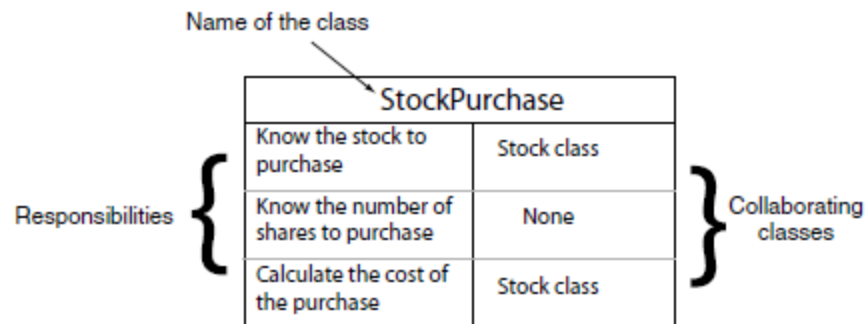 Name of the class
StockPurchase
Know the stock to
purchase
Stock class
Responsibilities
Know the number of
shares to purchase
None
Collaborating
classes
Calculate the cost of
the purchase
Stock class